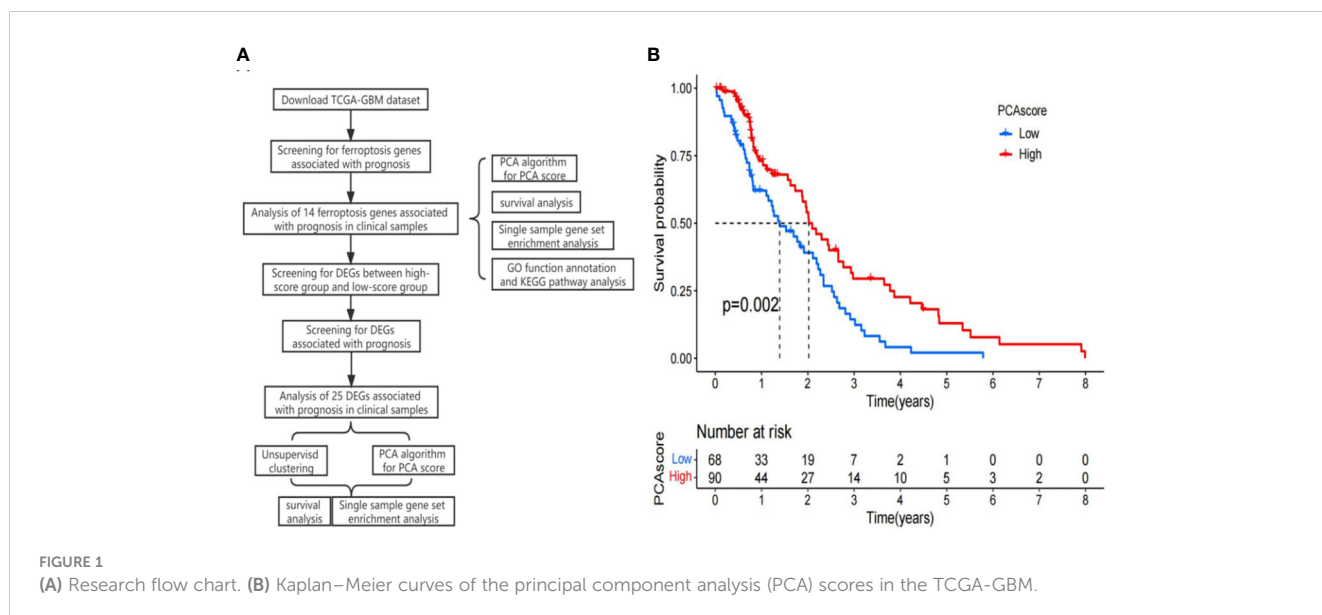 A
Download TCGA-GBM dataset
Screening for ferroptosis genes
associated with prognosis
Analysis of 14 ferroptosis genes associated
with prognosis in clinical samples
PCA algorithm
for PCA score
survival analysis
Single sample gene set
enrichment analysis
GO function annotation
and KEGG pathway analysis
Screening for DEGs between high-
score group and low-score group
Screening for DEGs
associated with prognosis
Analysis of 25 DEGs associated
with prognosis in clinical samples
Unsupervisd
clustering
PCA algorithm
for PCA score
survival
analysis
Single sample gene set
enrichment analysis
B
PCAscore
Low
High
Survival probability
1.00
0.75
0.50
0.25
0.00
p=0.002
0 1 2 3 4 5 6 7 8
Time(years)
Number at risk
PCAscore
Low 68 33 19 7 2 1 0 0 0
High 90 44 27 14 10 5 3 2 0
0 1 2 3 4 5 6 7 8
Time(years)
FIGURE 1
(A) Research flow chart. (B) Kaplan–Meier curves of the principal component analysis (PCA) scores in the TCGA-GBM.